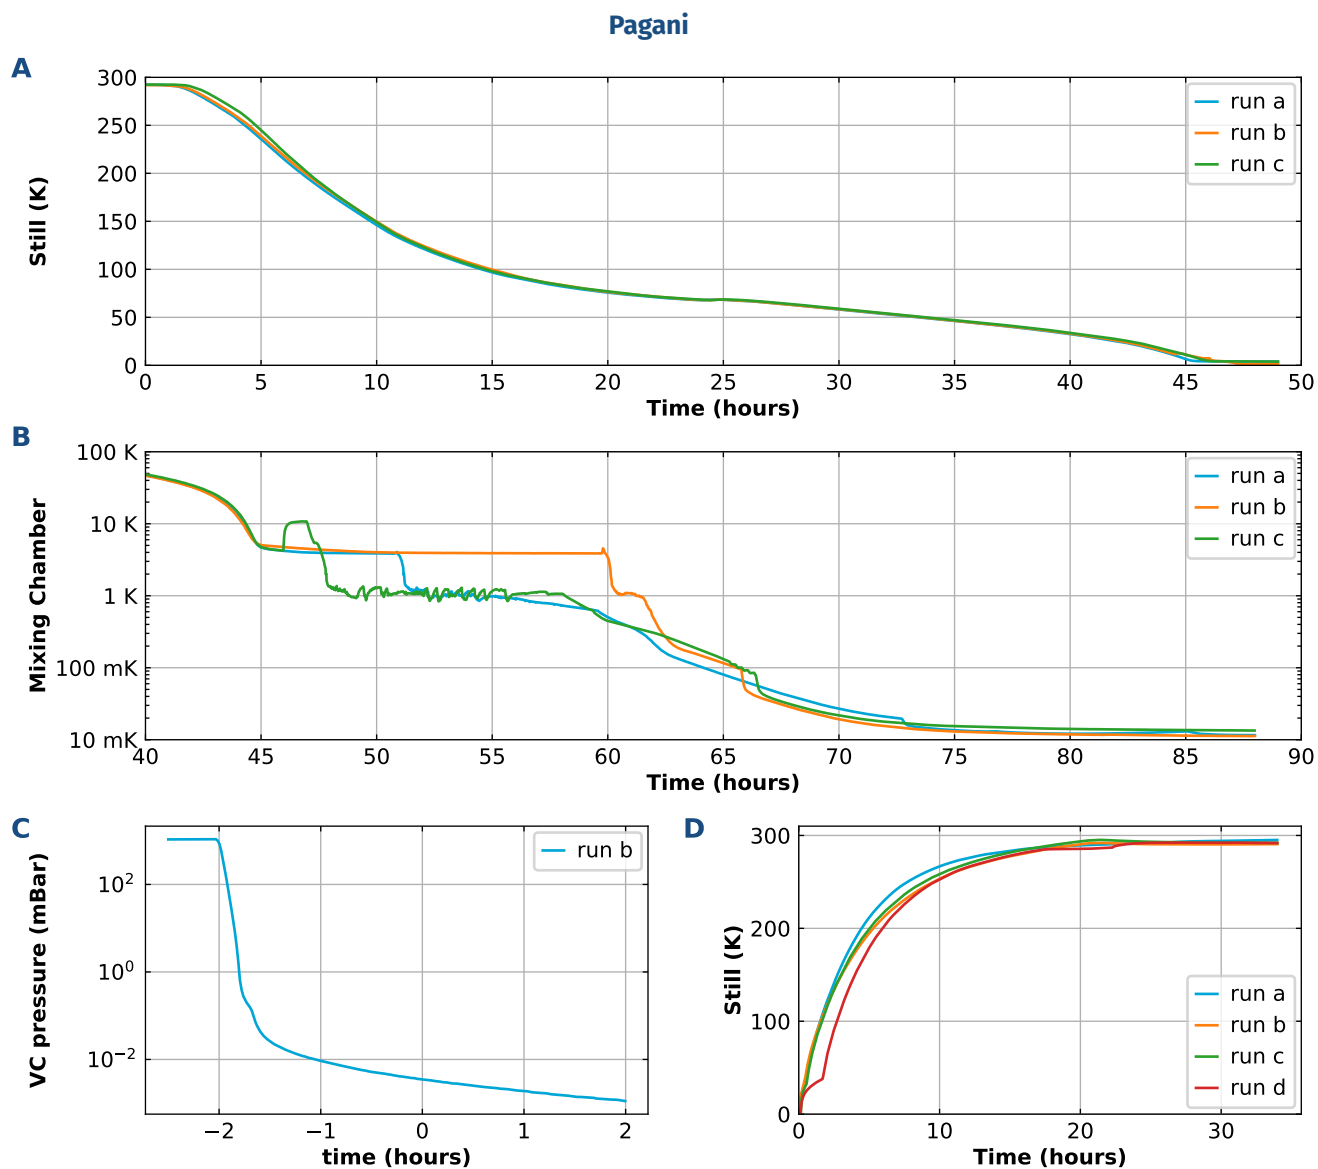 Pagani
A
Still (K)
300
250
200
150
100
50
0
0 5 10 15 20 25 30 35 40 45 50
Time (hours)
run a
run b
run c
B
Mixing Chamber
100 K
10 K
1 K
100 mK
10 mK
40 45 50 55 60 65 70 75 80 85 90
Time (hours)
run a
run b
run c
C
VC pressure (mBar)
10²
10⁰
10⁻²
−2 −1 0 1 2
time (hours)
run b
D
Still (K)
300
200
100
0
0 10 20 30
Time (hours)
run a
run b
run c
run d